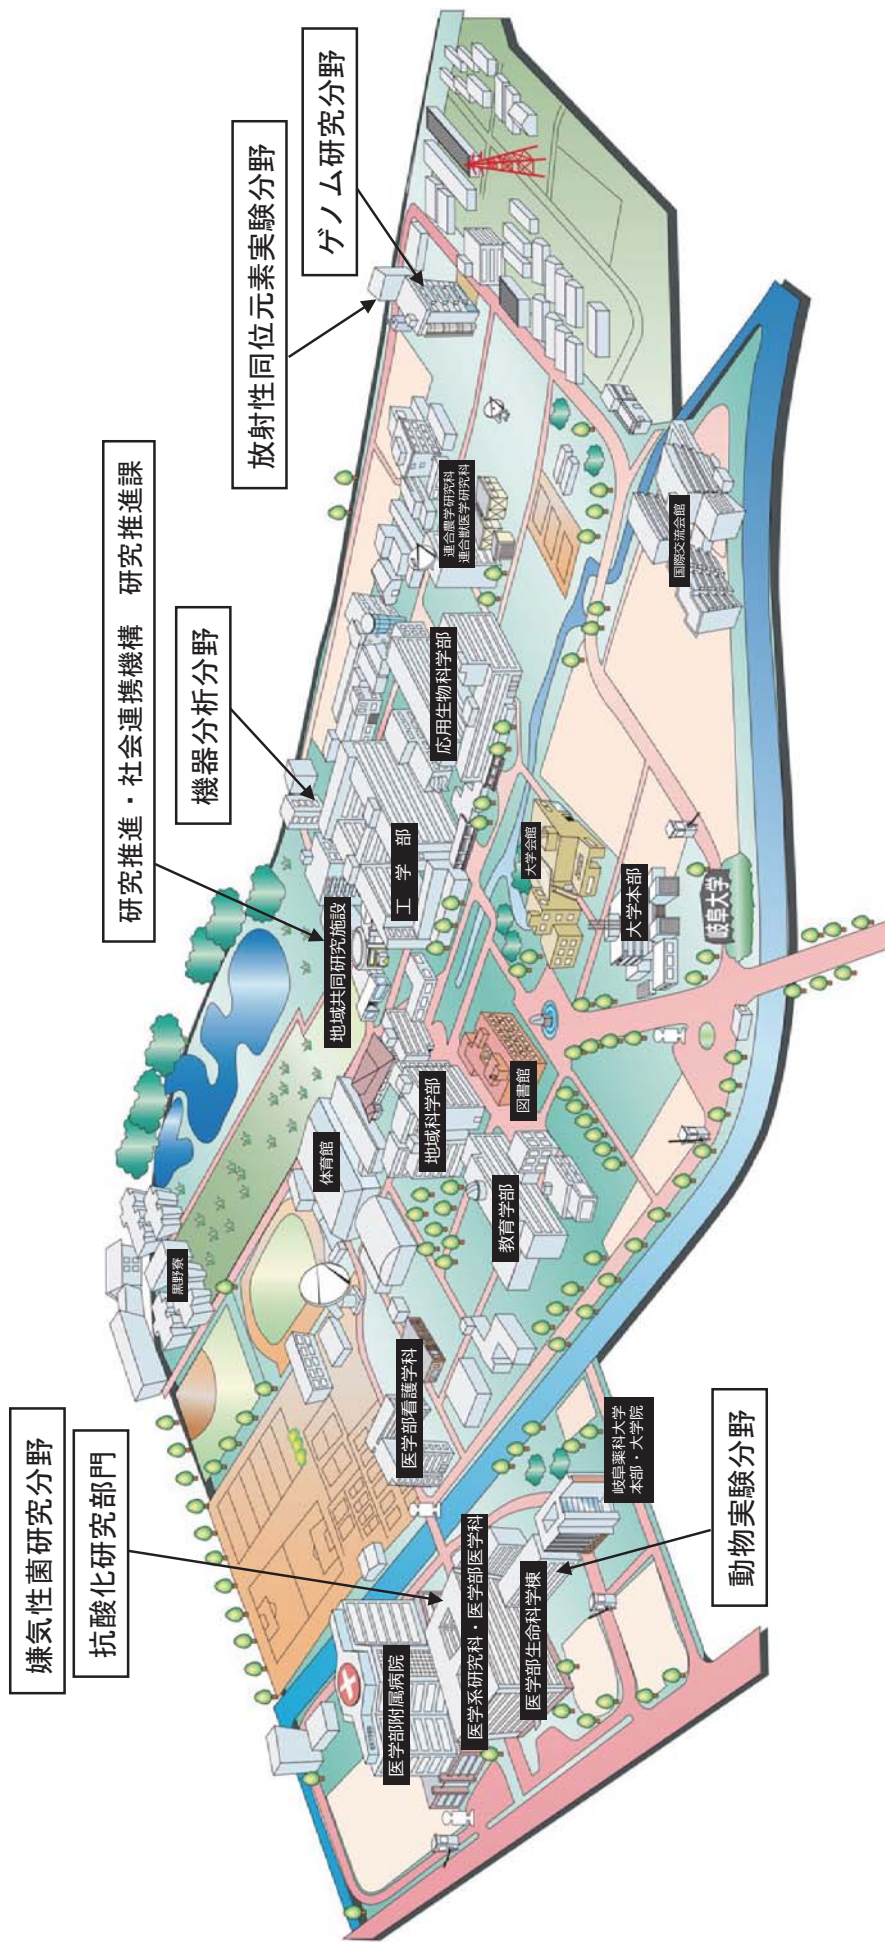 嫌気性菌研究分野
抗酸化研究部門
研究推進・社会連携機構　研究推進課
機器分析分野
放射性同位元素実験分野
ゲノム研究分野
黒野寮
体育館
地域共同研究施設
工学部
応用生物科学部
連合農学研究科
連合獣医学研究科
医学部附属病院
医学部看護学科
地域科学部
教育学部
図書館
大学会館
大学本部
国際交流会館
岐阜大学
医学系研究科・医学部医学科
医学部生命科学棟
岐阜薬科大学
本部・大学院
動物実験分野